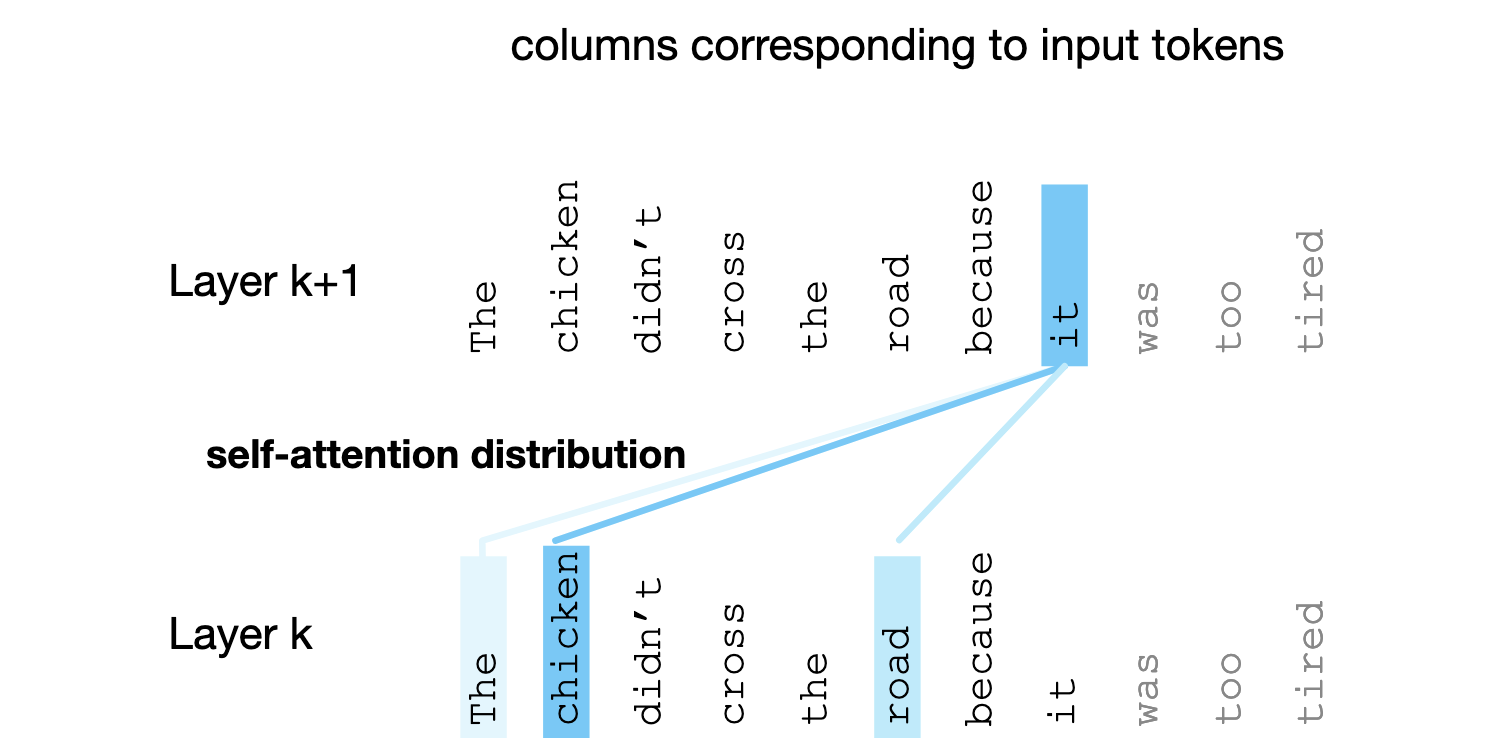 columns corresponding to input tokens
Layer k+1
The chicken didn’t cross the road because it was too tired
self-attention distribution
Layer k
The chicken didn’t cross the road because it was too tired